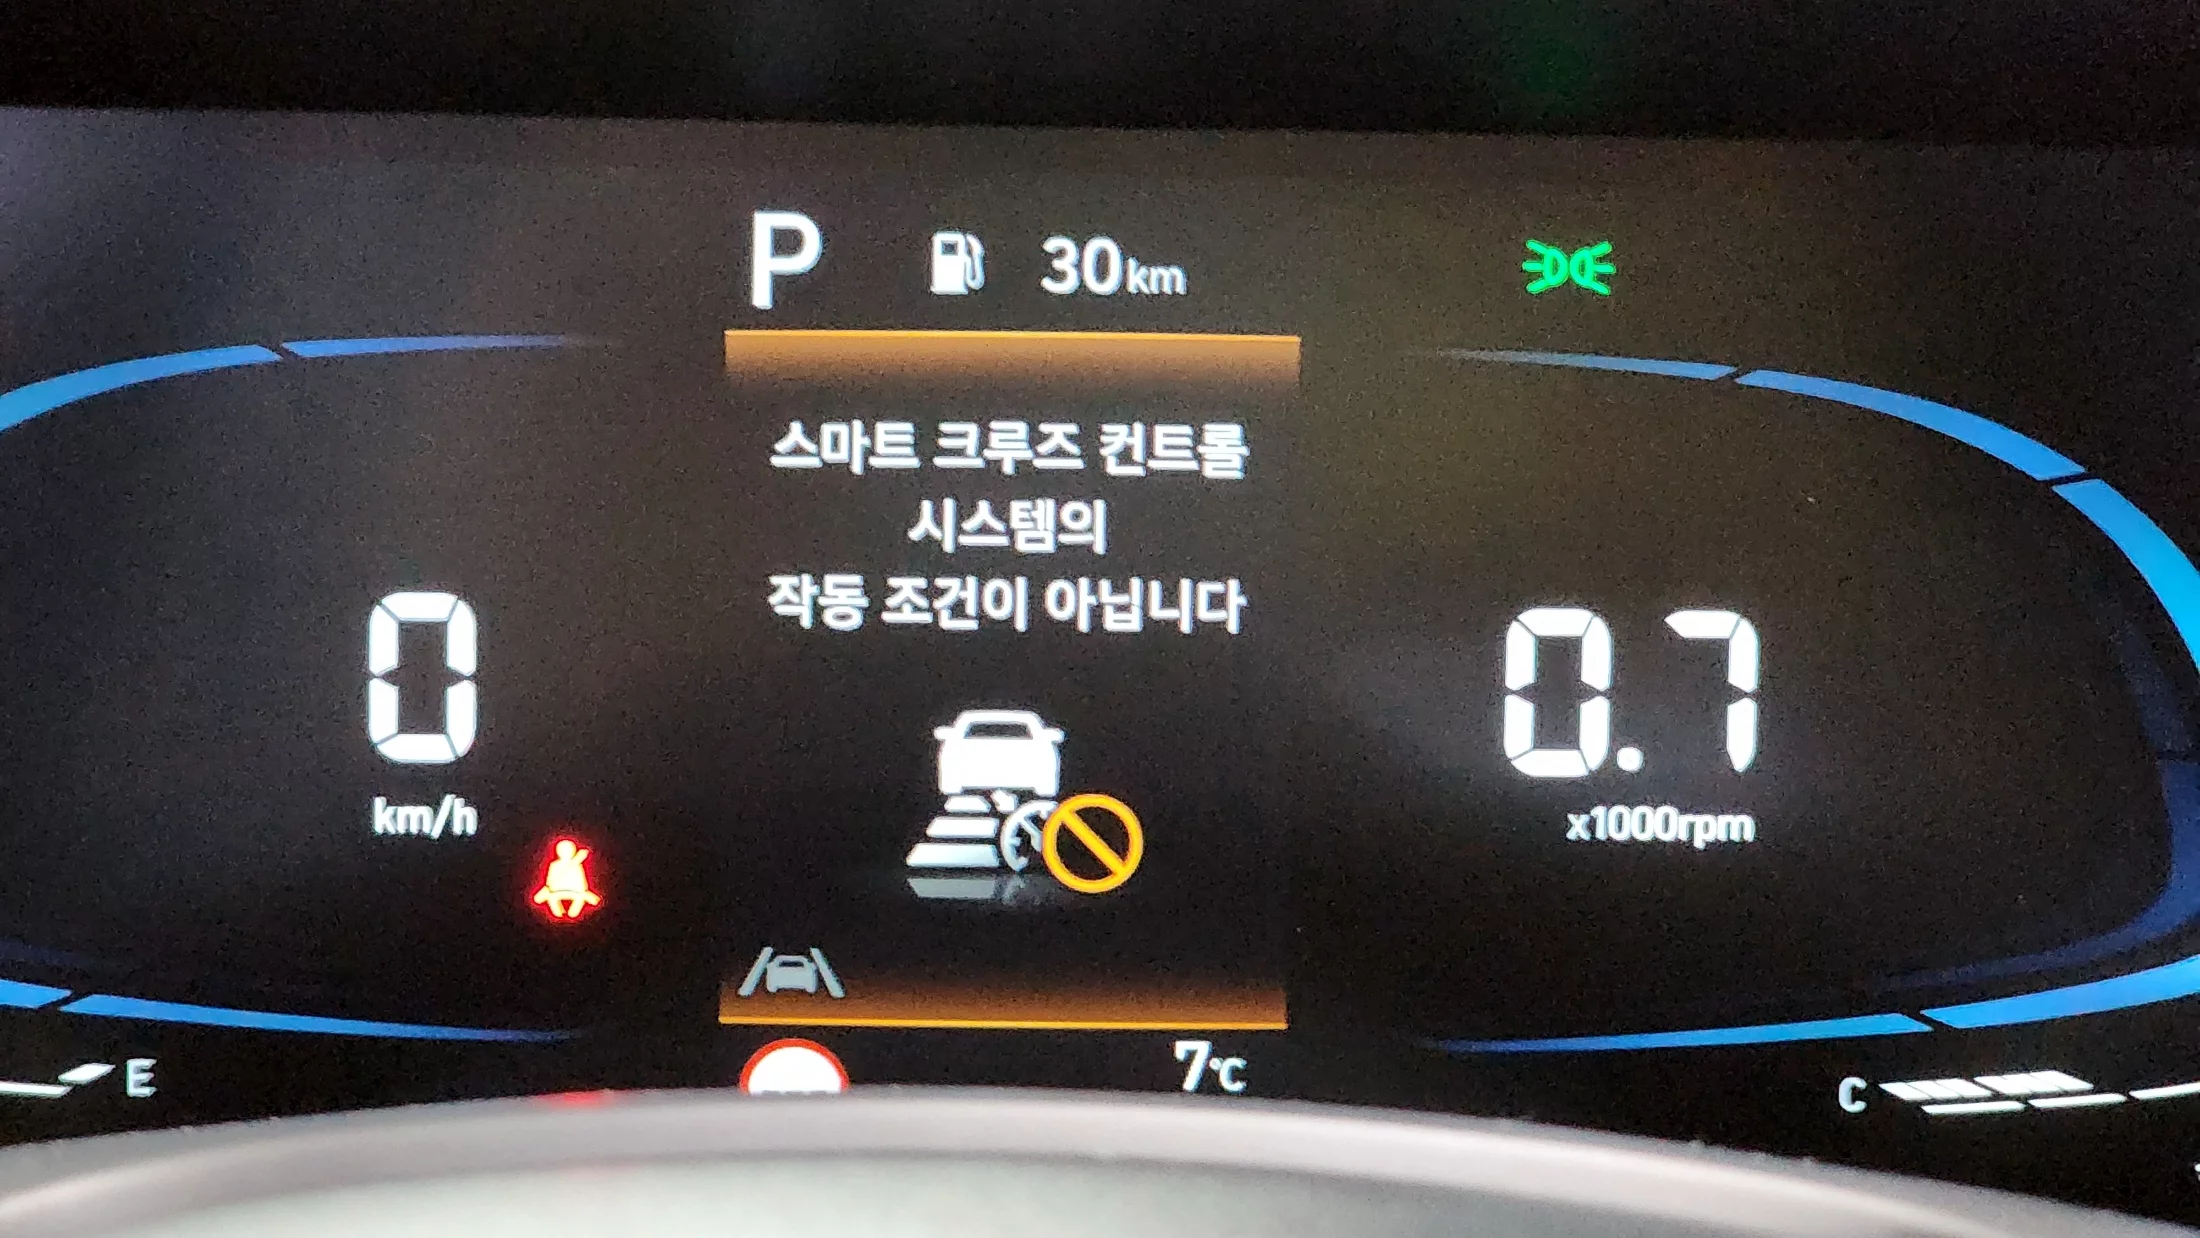 P 30km
스마트 크루즈 컨트롤
시스템의
작동 조건이 아닙니다
0
km/h
0.7
x1000rpm
7℃
E
C